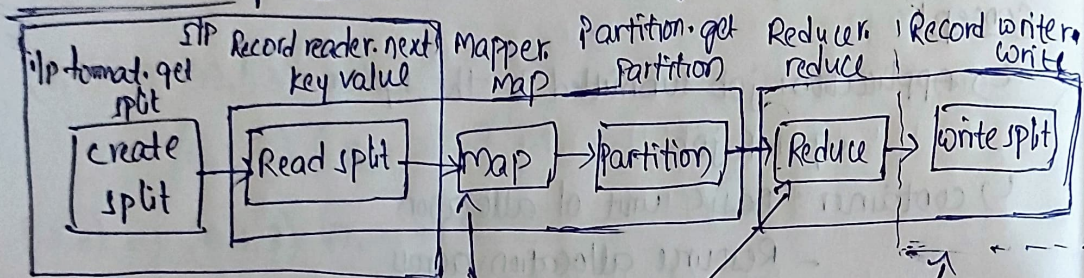 I/P
Record reader.next
key value
i/p format.get
split
Mapper.
Map
Partition.get
Partition
Reducer.
reduce
Record writer.
write
create
split
Read split
Map
Partition
Reduce
write split